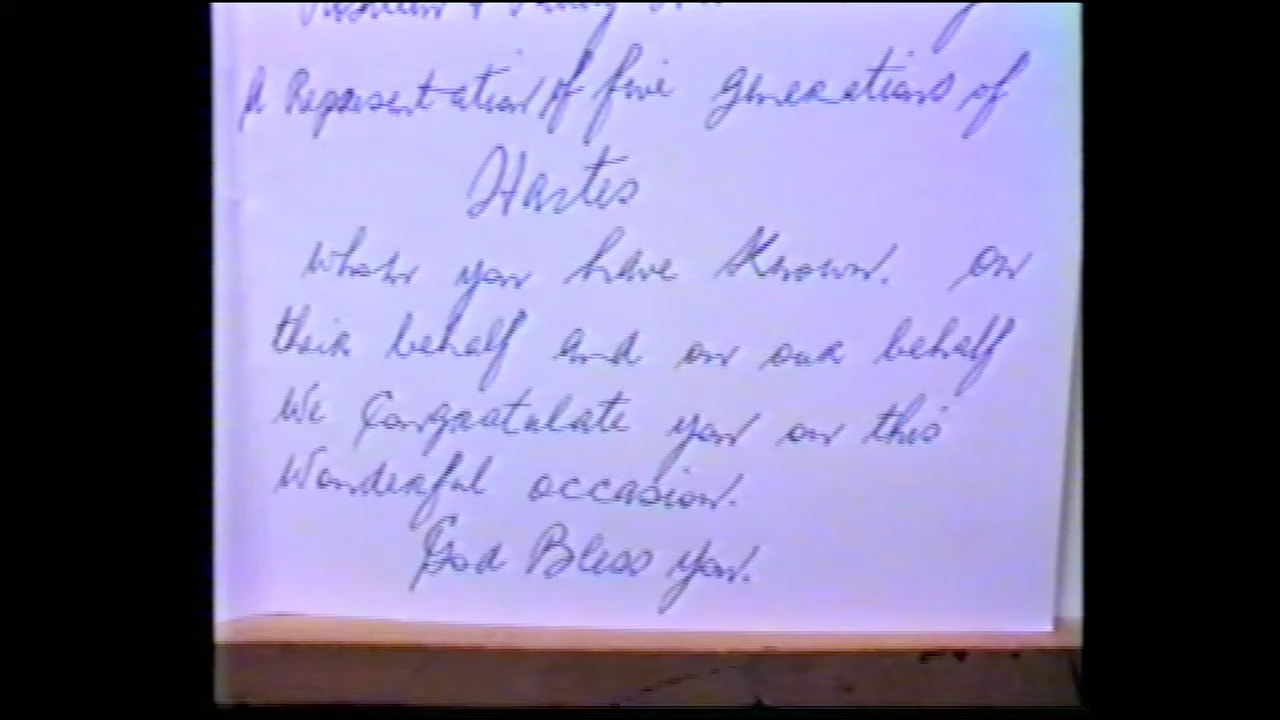 A Representation of five generations of
Hartes
whom you have known. on
their behalf and on our behalf
We Congratulate you on this
Wonderful occasion.
God Bless you.